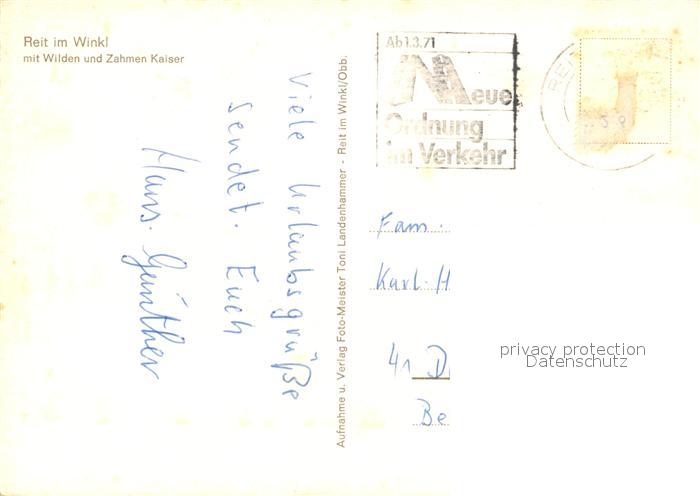 Reit im Winkl
mit Wilden und Zahmen Kaiser
Viele Urlaubsgrüße
sendet. Euch
Hans. Günther
Aufnahme u. Verlag Foto-Meister Toni Landenhammer - Reit im Winkl/Obb.
Ab 1.3.71
Neue
Ordnung
im Verkehr
REI
Fam.
Karl. H
41 D
Be
privacy protection
Datenschutz